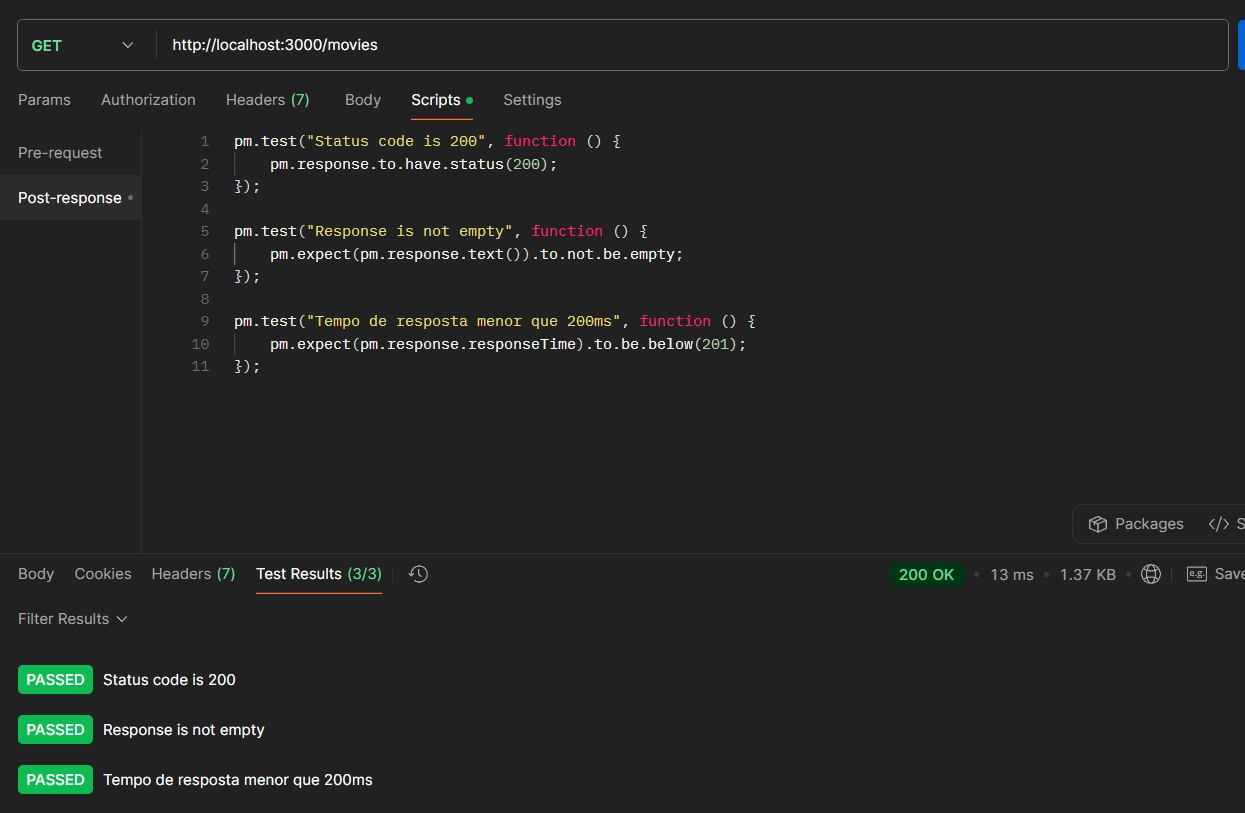 GET http://localhost:3000/movies
Params Authorization Headers (7) Body Scripts Settings
Pre-request
Post-response
1 pm.test("Status code is 200", function () {
2 pm.response.to.have.status(200);
3 });
4
5 pm.test("Response is not empty", function () {
6 pm.expect(pm.response.text()).to.not.be.empty;
7 });
8
9 pm.test("Tempo de resposta menor que 200ms", function () {
10 pm.expect(pm.response.responseTime).to.be.below(201);
11 });
Packages </> S
Body Cookies Headers (7) Test Results (3/3) 200 OK • 13 ms • 1.37 KB • e.g. Save
Filter Results
PASSED Status code is 200
PASSED Response is not empty
PASSED Tempo de resposta menor que 200ms